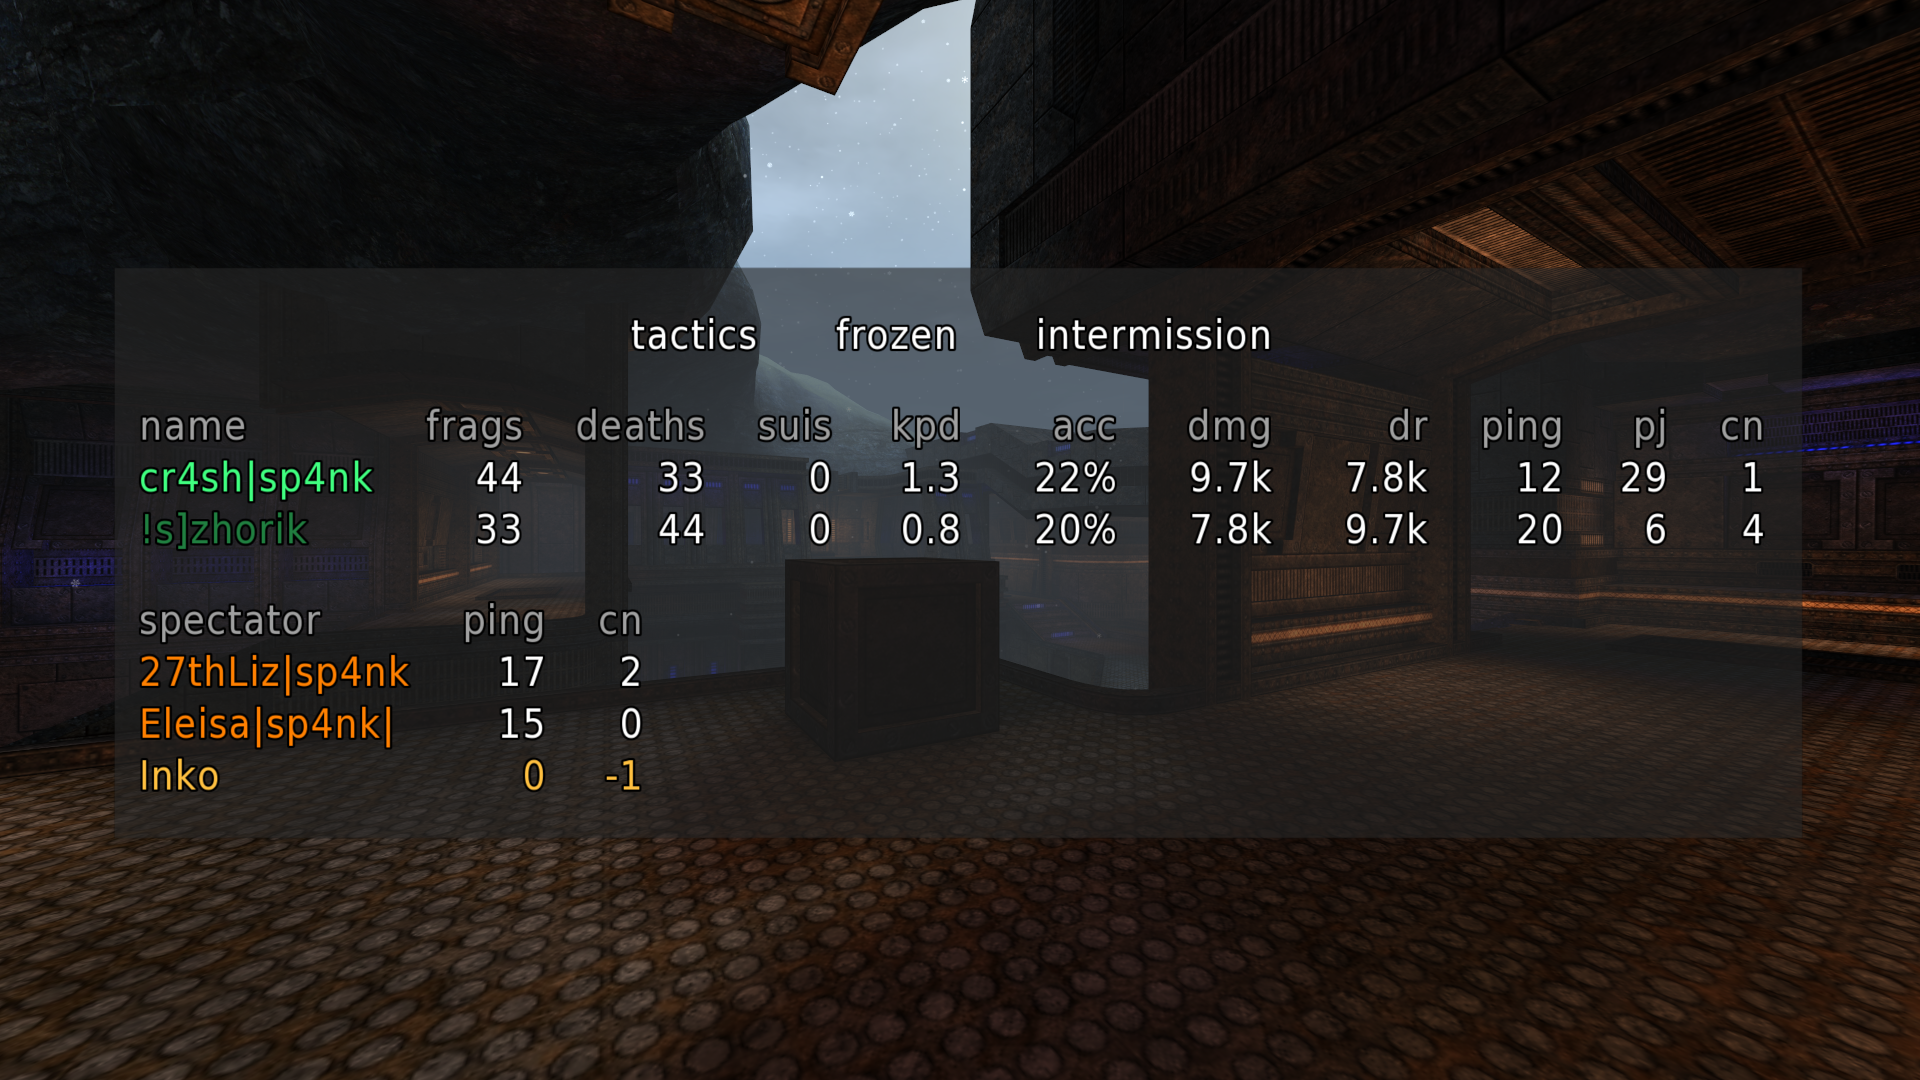 tactics frozen intermission
name frags deaths suis kpd acc dmg dr ping pj cn
cr4sh|sp4nk 44 33 0 1.3 22% 9.7k 7.8k 12 29 1
!s]zhorik 33 44 0 0.8 20% 7.8k 9.7k 20 6 4
spectator ping cn
27thLiz|sp4nk 17 2
Eleisa|sp4nk| 15 0
Inko 0 -1